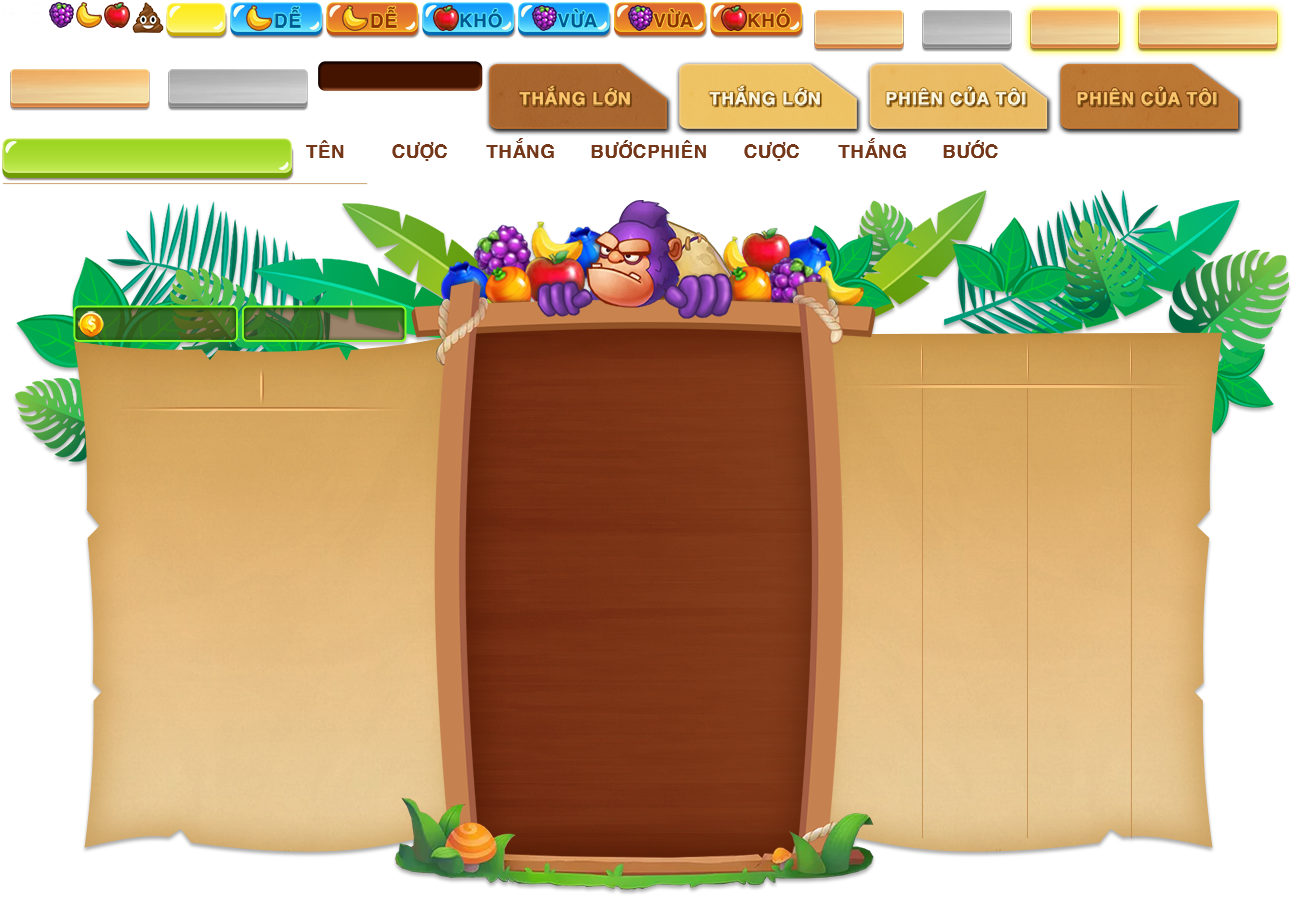 DỄ DỄ KHÓ VỪA VỪA KHÓ
THẮNG LỚN THẮNG LỚN PHIÊN CỦA TÔI PHIÊN CỦA TÔI
TÊN CƯỢC THẮNG BƯỚC PHIÊN CƯỢC THẮNG BƯỚC